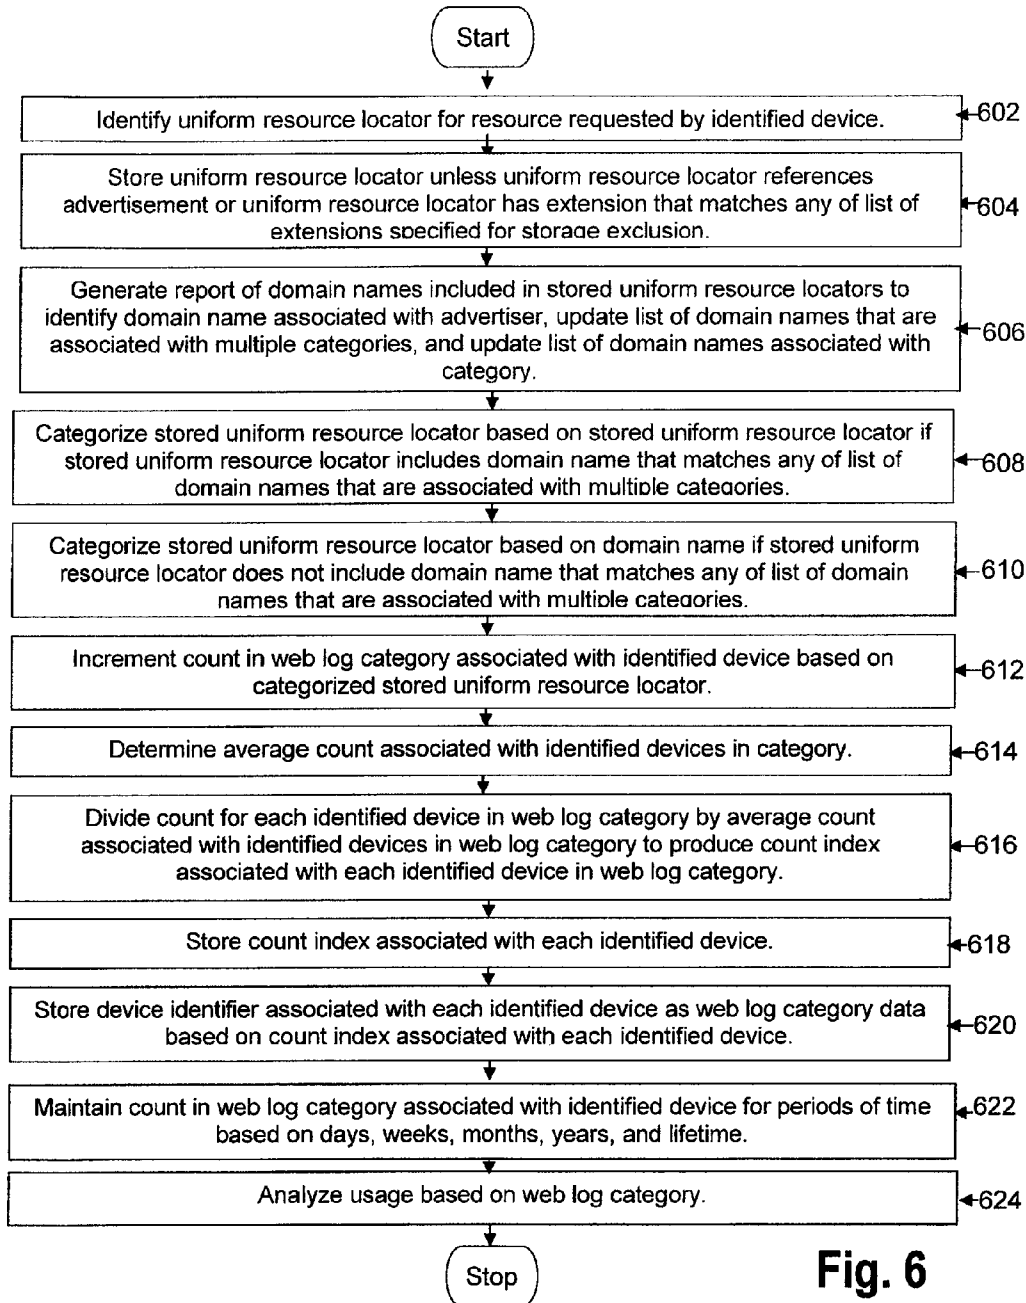 Start
Identify uniform resource locator for resource requested by identified device.
602
Store uniform resource locator unless uniform resource locator references
advertisement or uniform resource locator has extension that matches any of list of
extensions specified for storage exclusion.
604
Generate report of domain names included in stored uniform resource locators to
identify domain name associated with advertiser, update list of domain names that are
associated with multiple categories, and update list of domain names associated with
category.
606
Categorize stored uniform resource locator based on stored uniform resource locator if
stored uniform resource locator includes domain name that matches any of list of
domain names that are associated with multiple categories.
608
Categorize stored uniform resource locator based on domain name if stored uniform
resource locator does not include domain name that matches any of list of domain
names that are associated with multiple categories.
610
Increment count in web log category associated with identified device based on
categorized stored uniform resource locator.
612
Determine average count associated with identified devices in category.
614
Divide count for each identified device in web log category by average count
associated with identified devices in web log category to produce count index
associated with each identified device in web log category.
616
Store count index associated with each identified device.
618
Store device identifier associated with each identified device as web log category data
based on count index associated with each identified device.
620
Maintain count in web log category associated with identified device for periods of time
based on days, weeks, months, years, and lifetime.
622
Analyze usage based on web log category.
624
Stop
Fig. 6